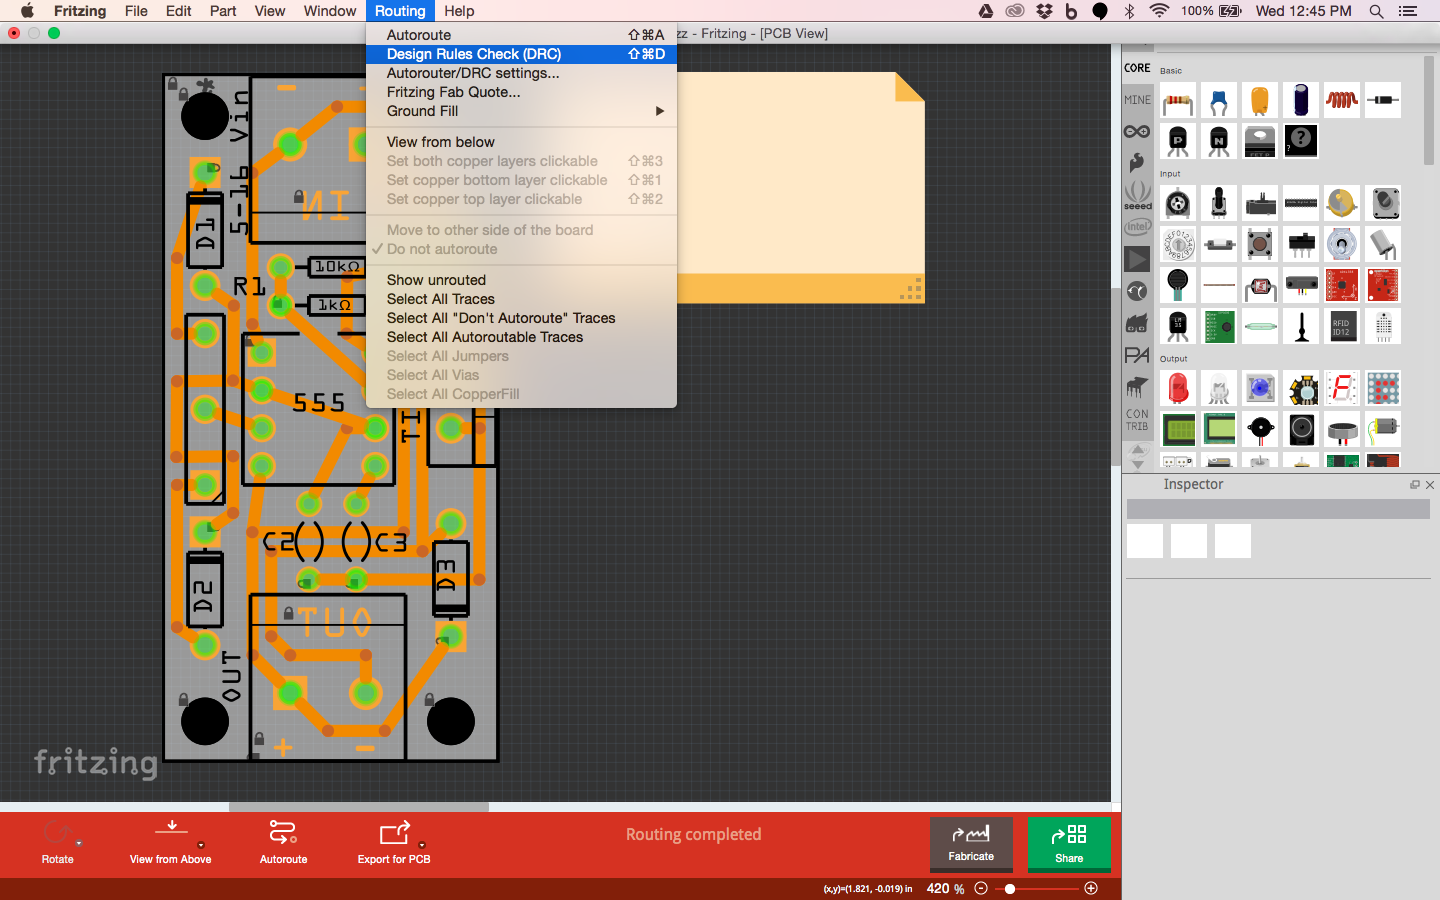 Fritzing File Edit Part View Window Routing Help 100% Wed 12:45 PM
zz - Fritzing - [PCB View]
Autoroute ⇧⌘A
Design Rules Check (DRC) ⇧⌘D
Autorouter/DRC settings...
Fritzing Fab Quote...
Ground Fill
View from below
Set both copper layers clickable ⇧⌘3
Set copper bottom layer clickable ⇧⌘1
Set copper top layer clickable ⇧⌘2
Move to other side of the board
✓ Do not autoroute
Show unrouted
Select All Traces
Select All "Don't Autoroute" Traces
Select All Autoroutable Traces
Select All Jumpers
Select All Vias
Select All CopperFill
5-16 Vin
IN
D1
R1
10kΩ
1kΩ
555
C2
C3
D3
D2
OUT
OUT
+ −
fritzing
CORE
MINE
seeed
intel
PA
CON
TRIB
Basic
P
N
?
Input
LM
35
RFID
ID12
Output
Inspector
Rotate
View from Above
Autoroute
Export for PCB
Routing completed
Fabricate
Share
(x,y)=(1.821, -0.019) in 420 %